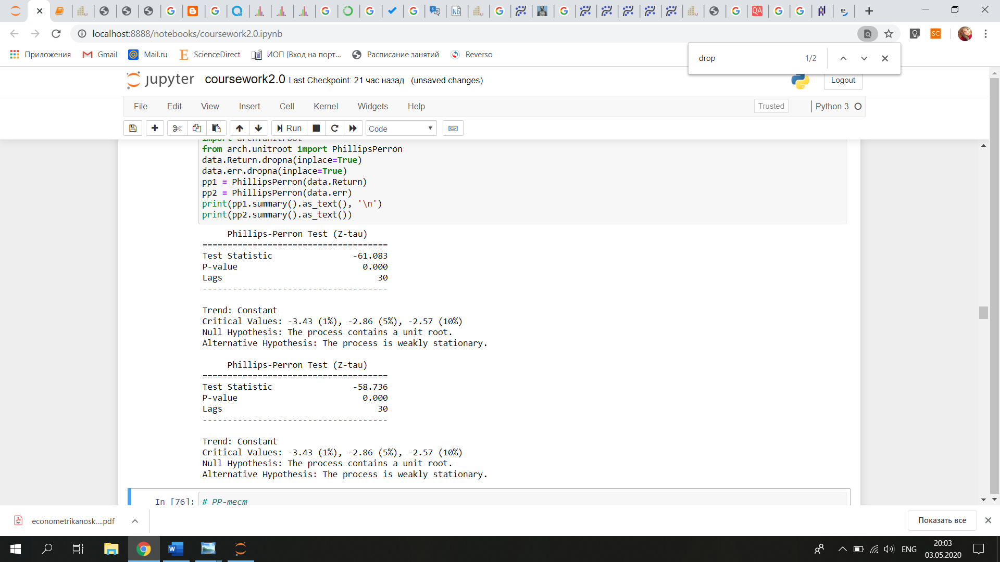 localhost:8888/notebooks/coursework2.0.ipynb
Приложения Gmail Mail.ru ScienceDirect ИОП [Вход на порт... Расписание занятий Reverso
drop 1/2
jupyter coursework2.0 Last Checkpoint: 21 час назад (unsaved changes)
Logout
File Edit View Insert Cell Kernel Widgets Help Trusted Python 3
Run Code
import arch.unitroot
from arch.unitroot import PhillipsPerron
data.Return.dropna(inplace=True)
data.err.dropna(inplace=True)
pp1 = PhillipsPerron(data.Return)
pp2 = PhillipsPerron(data.err)
print(pp1.summary().as_text(), '\n')
print(pp2.summary().as_text())
Phillips-Perron Test (Z-tau)
=====================================
Test Statistic -61.083
P-value 0.000
Lags 30
-------------------------------------
Trend: Constant
Critical Values: -3.43 (1%), -2.86 (5%), -2.57 (10%)
Null Hypothesis: The process contains a unit root.
Alternative Hypothesis: The process is weakly stationary.
Phillips-Perron Test (Z-tau)
=====================================
Test Statistic -58.736
P-value 0.000
Lags 30
-------------------------------------
Trend: Constant
Critical Values: -3.43 (1%), -2.86 (5%), -2.57 (10%)
Null Hypothesis: The process contains a unit root.
Alternative Hypothesis: The process is weakly stationary.
In [76]: # PP-тест
econometrikanosk....pdf
Показать все
ENG
20:03
03.05.2020